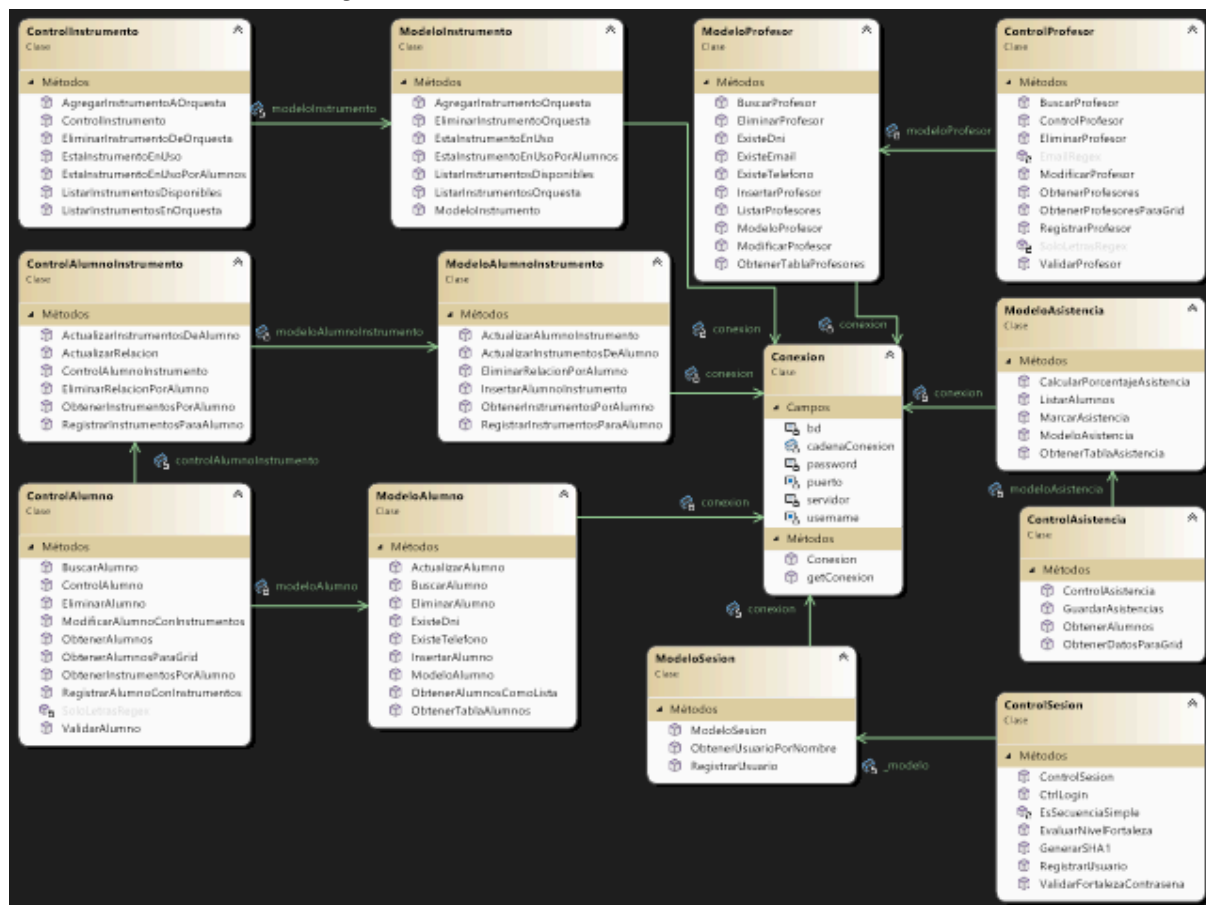 ControlInstrumento
Clase
Métodos
AgregarInstrumentoAOrquesta
ControlInstrumento
EliminarInstrumentoDeOrquesta
EstaInstrumentoEnUso
EstaInstrumentoEnUsoPorAlumnos
ListarInstrumentosDisponibles
ListarInstrumentosEnOrquesta
modeloInstrumento
ModeloInstrumento
Clase
Métodos
AgregarInstrumentoOrquesta
EliminarInstrumentoOrquesta
EstaInstrumentoEnUso
EstaInstrumentoEnUsoPorAlumnos
ListarInstrumentosDisponibles
ListarInstrumentosOrquesta
ModeloInstrumento
ModeloProfesor
Clase
Métodos
BuscarProfesor
EliminarProfesor
ExisteDni
ExisteEmail
ExisteTelefono
InsertarProfesor
ListarProfesores
ModeloProfesor
ModificarProfesor
ObtenerTablaProfesores
modeloProfesor
ControlProfesor
Clase
Métodos
BuscarProfesor
ControlProfesor
EliminarProfesor
EmailRegex
ModificarProfesor
ObtenerProfesores
ObtenerProfesoresParaGrid
RegistrarProfesor
SoloLetrasRegex
ValidarProfesor
ControlAlumnoInstrumento
Clase
Métodos
ActualizarInstrumentosDeAlumno
ActualizarRelacion
ControlAlumnoInstrumento
EliminarRelacionPorAlumno
ObtenerInstrumentosPorAlumno
RegistrarInstrumentosParaAlumno
modeloAlumnoInstrumento
ModeloAlumnoInstrumento
Clase
Métodos
ActualizarAlumnoInstrumento
ActualizarInstrumentosDeAlumno
EliminarRelacionPorAlumno
InsertarAlumnoInstrumento
ObtenerInstrumentosPorAlumno
RegistrarInstrumentosParaAlumno
conexion
conexion
conexion
Conexion
Clase
Campos
bd
cadenaConexion
password
puerto
servidor
username
Métodos
Conexion
getConexion
conexion
ModeloAsistencia
Clase
Métodos
CalcularPorcentajeAsistencia
ListarAlumnos
MarcarAsistencia
ModeloAsistencia
ObtenerTablaAsistencia
modeloAsistencia
controlAlumnoInstrumento
ControlAlumno
Clase
Métodos
BuscarAlumno
ControlAlumno
EliminarAlumno
ModificarAlumnoConInstrumentos
ObtenerAlumnos
ObtenerAlumnosParaGrid
ObtenerInstrumentosPorAlumno
RegistrarAlumnoConInstrumentos
SoloLetrasRegex
ValidarAlumno
modeloAlumno
ModeloAlumno
Clase
Métodos
ActualizarAlumno
BuscarAlumno
EliminarAlumno
ExisteDni
ExisteTelefono
InsertarAlumno
ModeloAlumno
ObtenerAlumnosComoLista
ObtenerTablaAlumnos
conexion
conexion
ControlAsistencia
Clase
Métodos
ControlAsistencia
GuardarAsistencias
ObtenerAlumnos
ObtenerDatosParaGrid
ModeloSesion
Clase
Métodos
ModeloSesion
ObtenerUsuarioPorNombre
RegistrarUsuario
_modelo
ControlSesion
Clase
Métodos
ControlSesion
CtrlLogin
EsSecuenciaSimple
EvaluarNivelFortaleza
GenerarSHA1
RegistrarUsuario
ValidarFortalezaContrasena